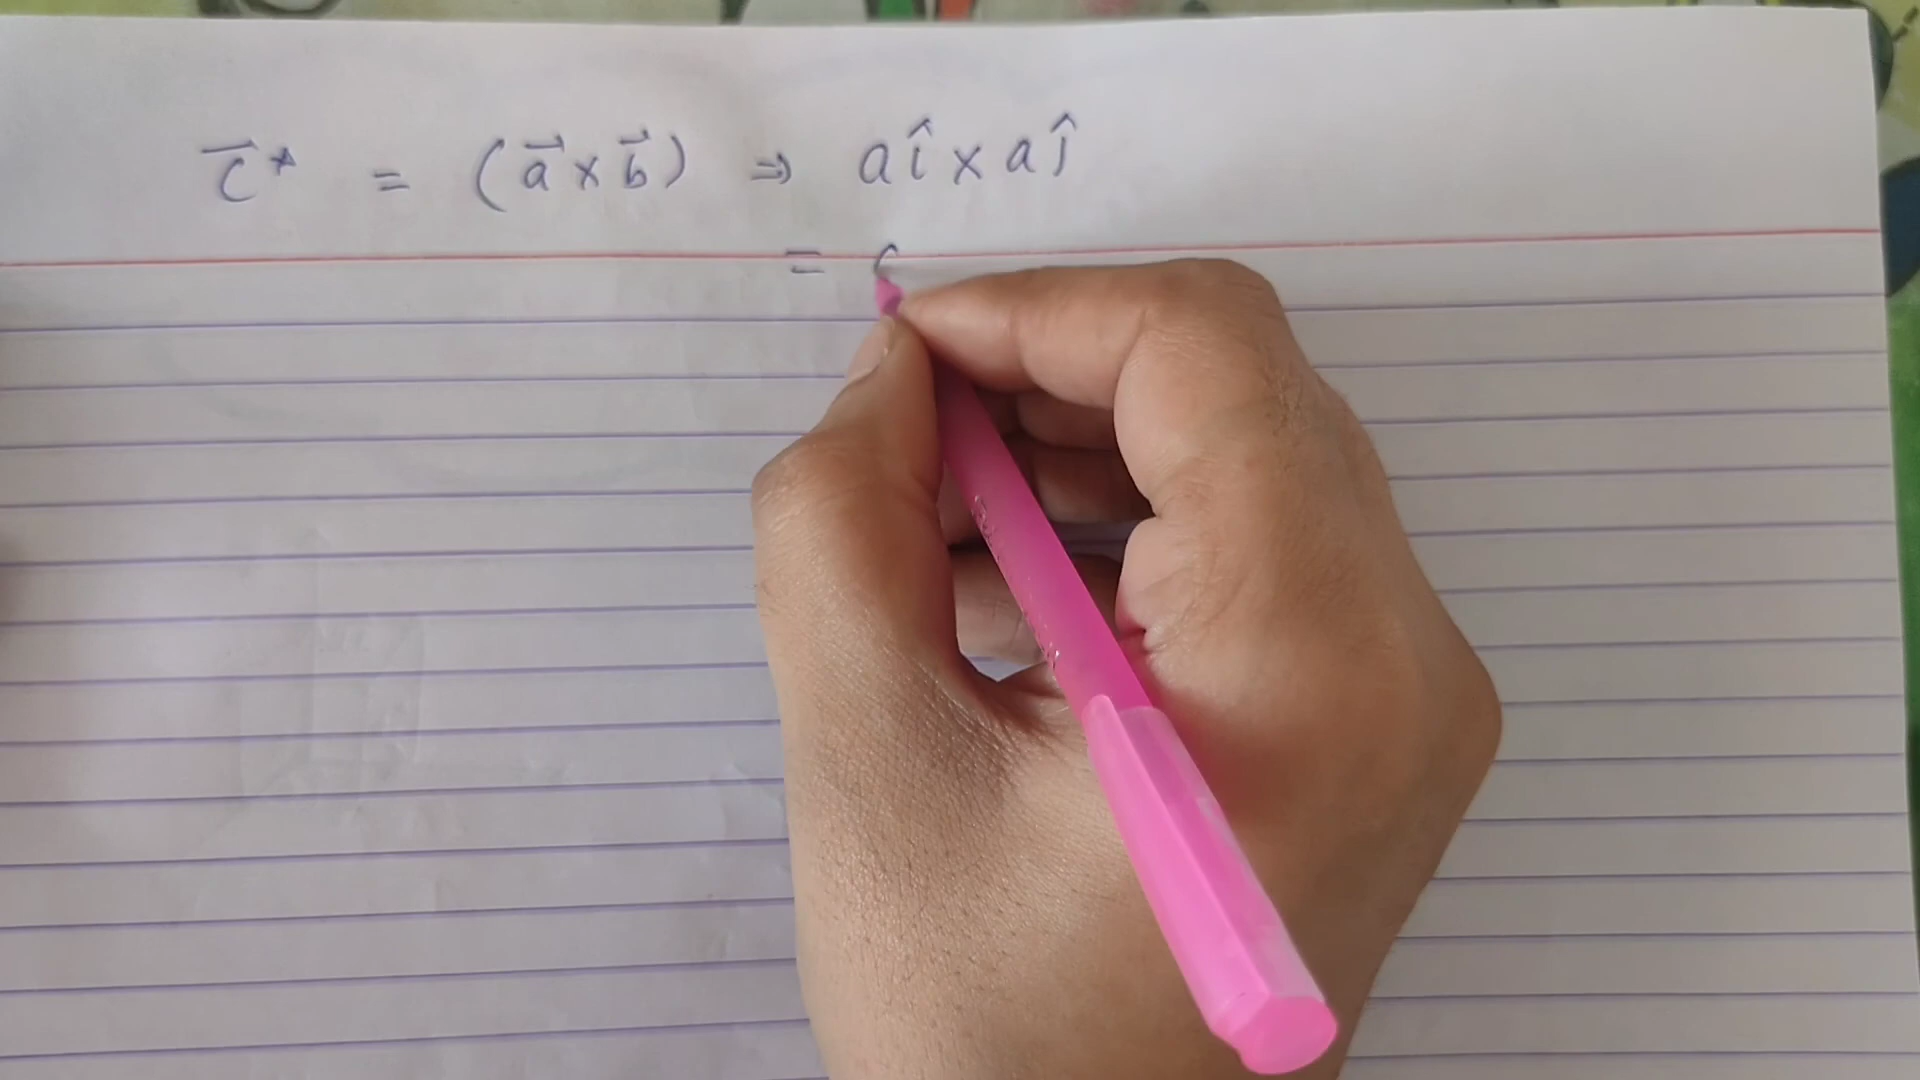 c⃗* = (a⃗ × b⃗) ⇒ aî × aĵ
=